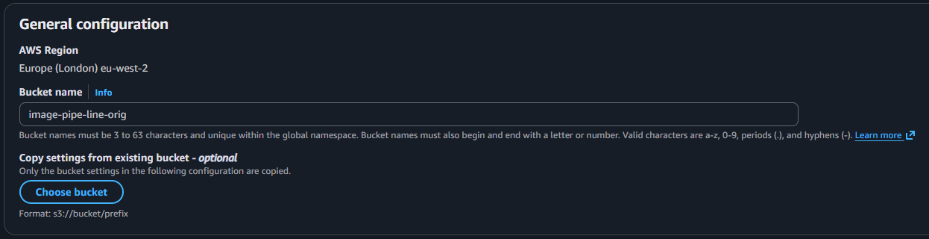 General configuration
AWS Region
Europe (London) eu-west-2
Bucket name Info
image-pipe-line-orig
Bucket names must be 3 to 63 characters and unique within the global namespace. Bucket names must also begin and end with a letter or number. Valid characters are a-z, 0-9, periods (.), and hyphens (-). Learn more
Copy settings from existing bucket - optional
Only the bucket settings in the following configuration are copied.
Choose bucket
Format: s3://bucket/prefix